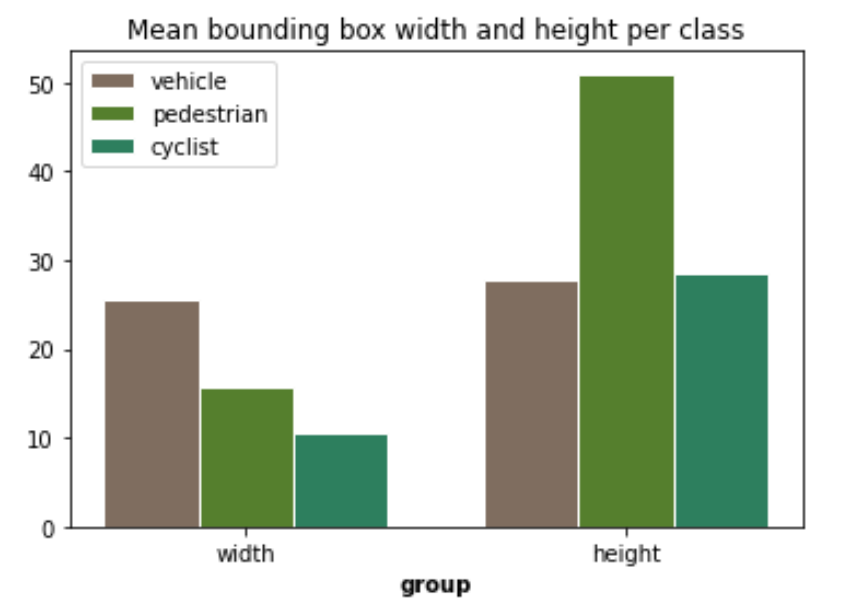 Mean bounding box width and height per class
vehicle
pedestrian
cyclist
50
40
30
20
10
0
width
height
group